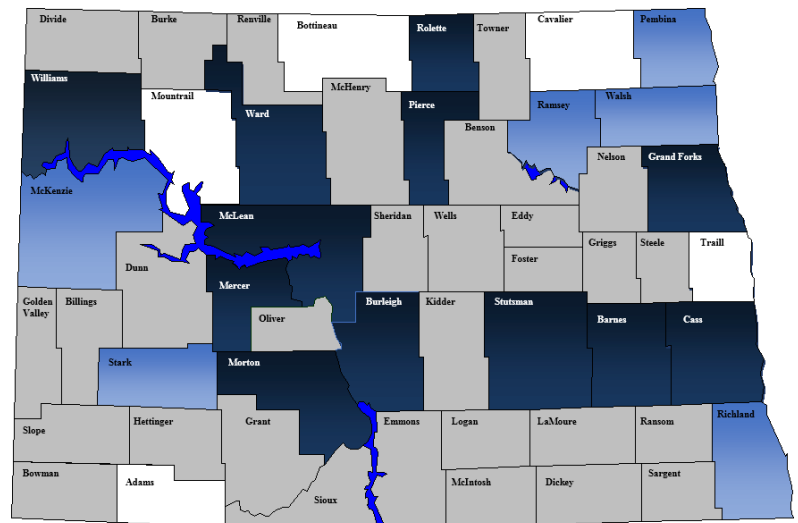 Divide
Burke
Renville
Bottineau
Rolette
Towner
Cavalier
Pembina
Williams
Mountrail
Ward
McHenry
Pierce
Benson
Ramsey
Walsh
Nelson
Grand Forks
McKenzie
McLean
Sheridan
Wells
Eddy
Foster
Griggs
Steele
Traill
Dunn
Mercer
Golden
Valley
Billings
Oliver
Burleigh
Kidder
Stutsman
Barnes
Cass
Stark
Morton
Slope
Hettinger
Grant
Emmons
Logan
LaMoure
Ransom
Richland
Bowman
Adams
Sioux
McIntosh
Dickey
Sargent